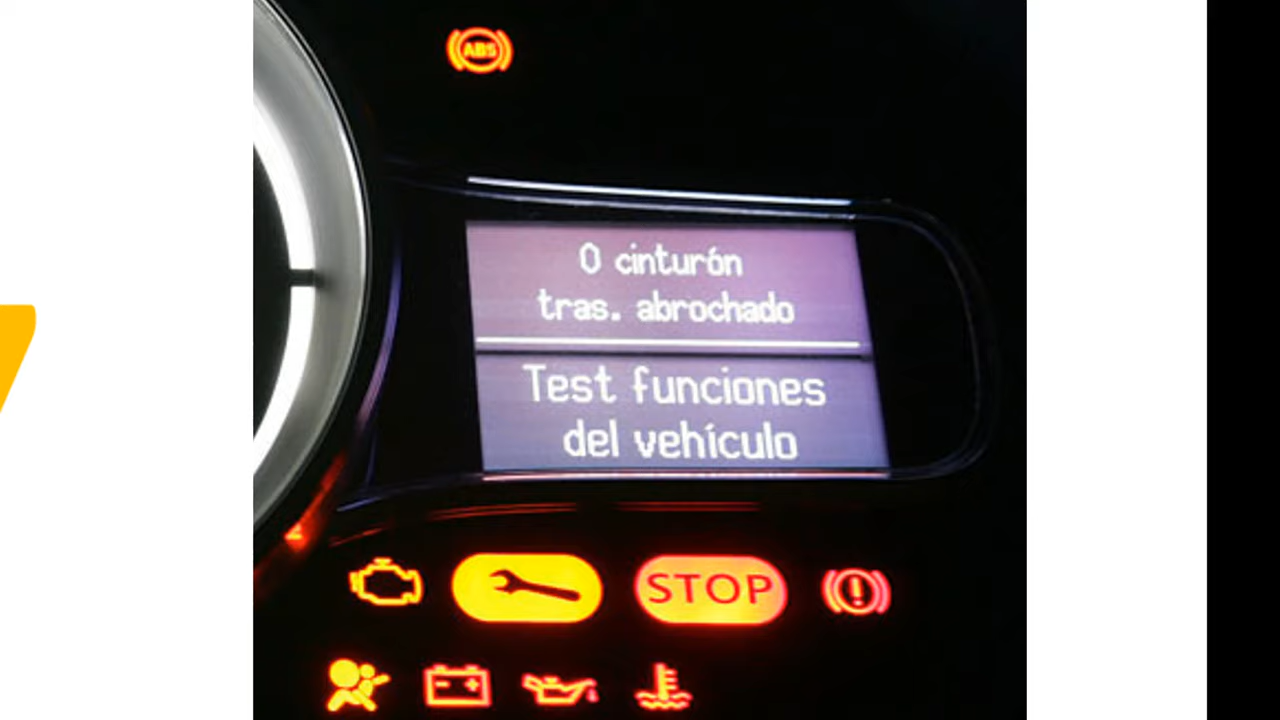 ABS
0 cinturón
tras. abrochado
Test funciones
del vehículo
STOP